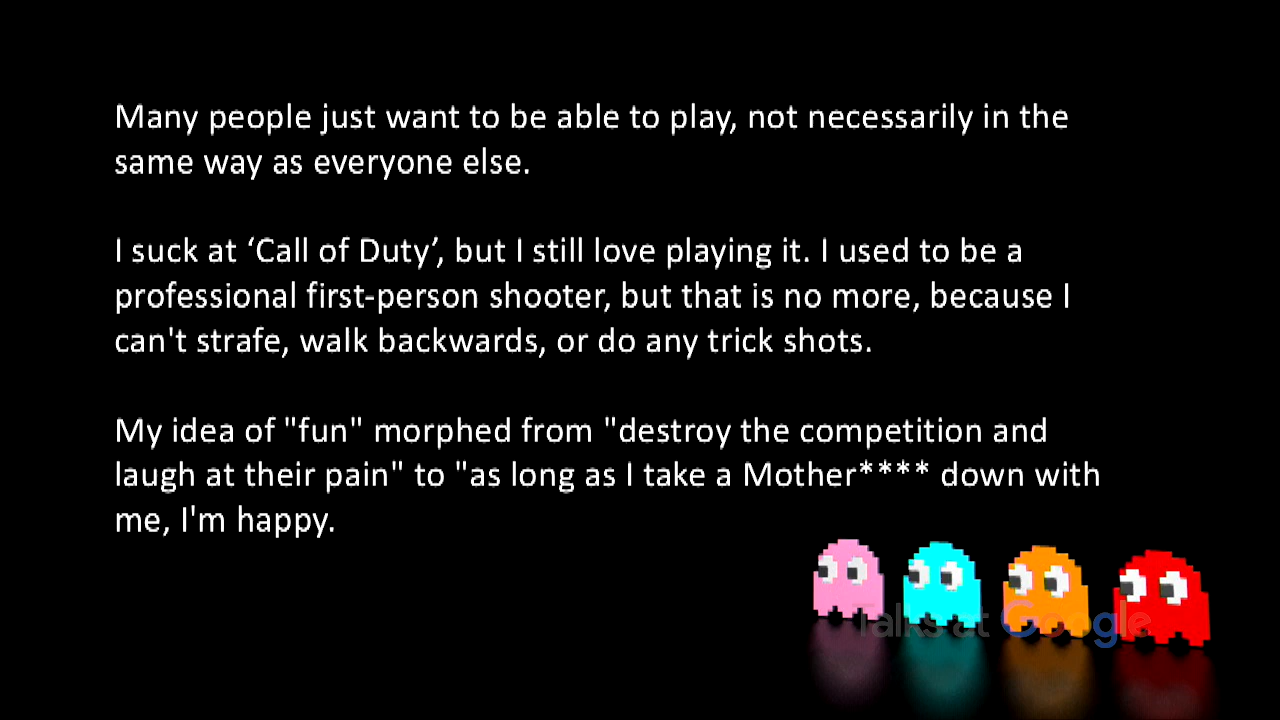 Many people just want to be able to play, not necessarily in the
same way as everyone else.
I suck at ‘Call of Duty’, but I still love playing it. I used to be a
professional first-person shooter, but that is no more, because I
can't strafe, walk backwards, or do any trick shots.
My idea of "fun" morphed from "destroy the competition and
laugh at their pain" to "as long as I take a Mother**** down with
me, I'm happy.
Talks at Google